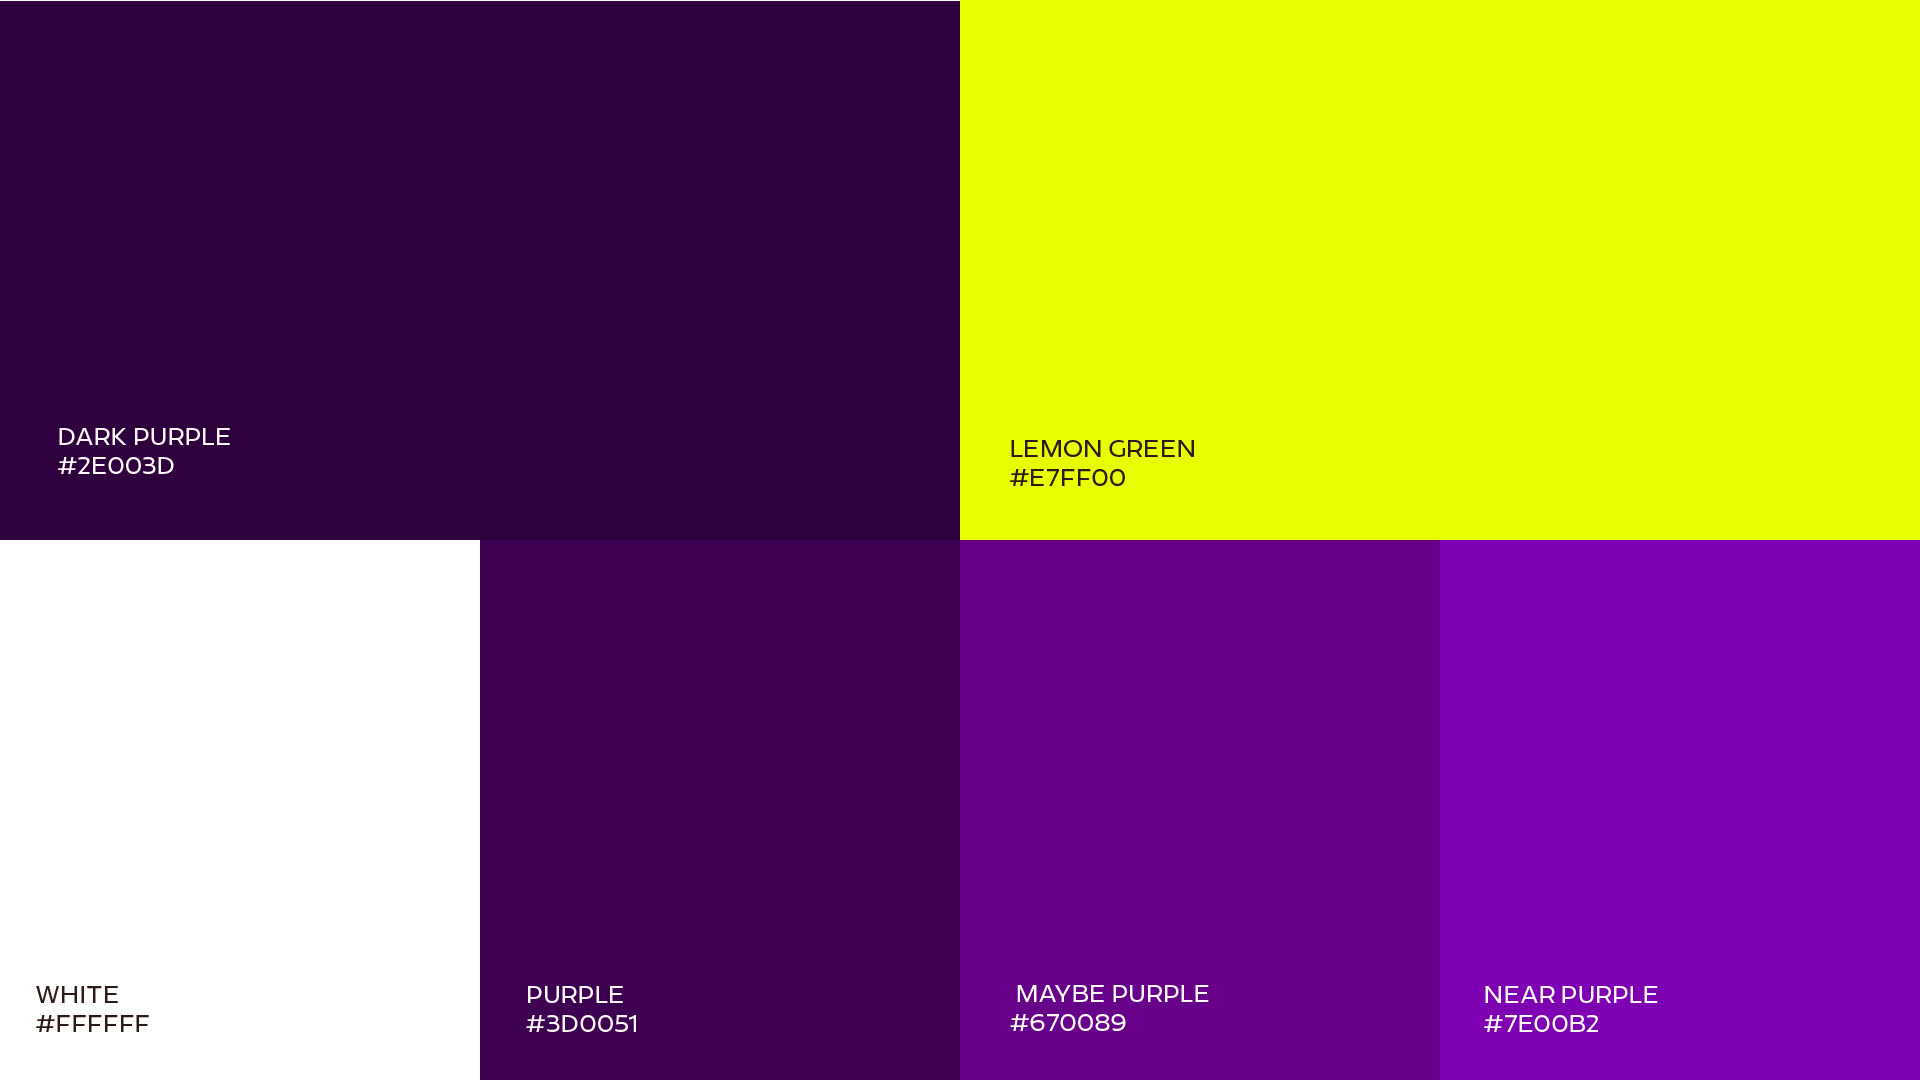 DARK PURPLE
#2E003D
LEMON GREEN
#E7FF00
WHITE
#FFFFFF
PURPLE
#3D0051
MAYBE PURPLE
#670089
NEAR PURPLE
#7E00B2